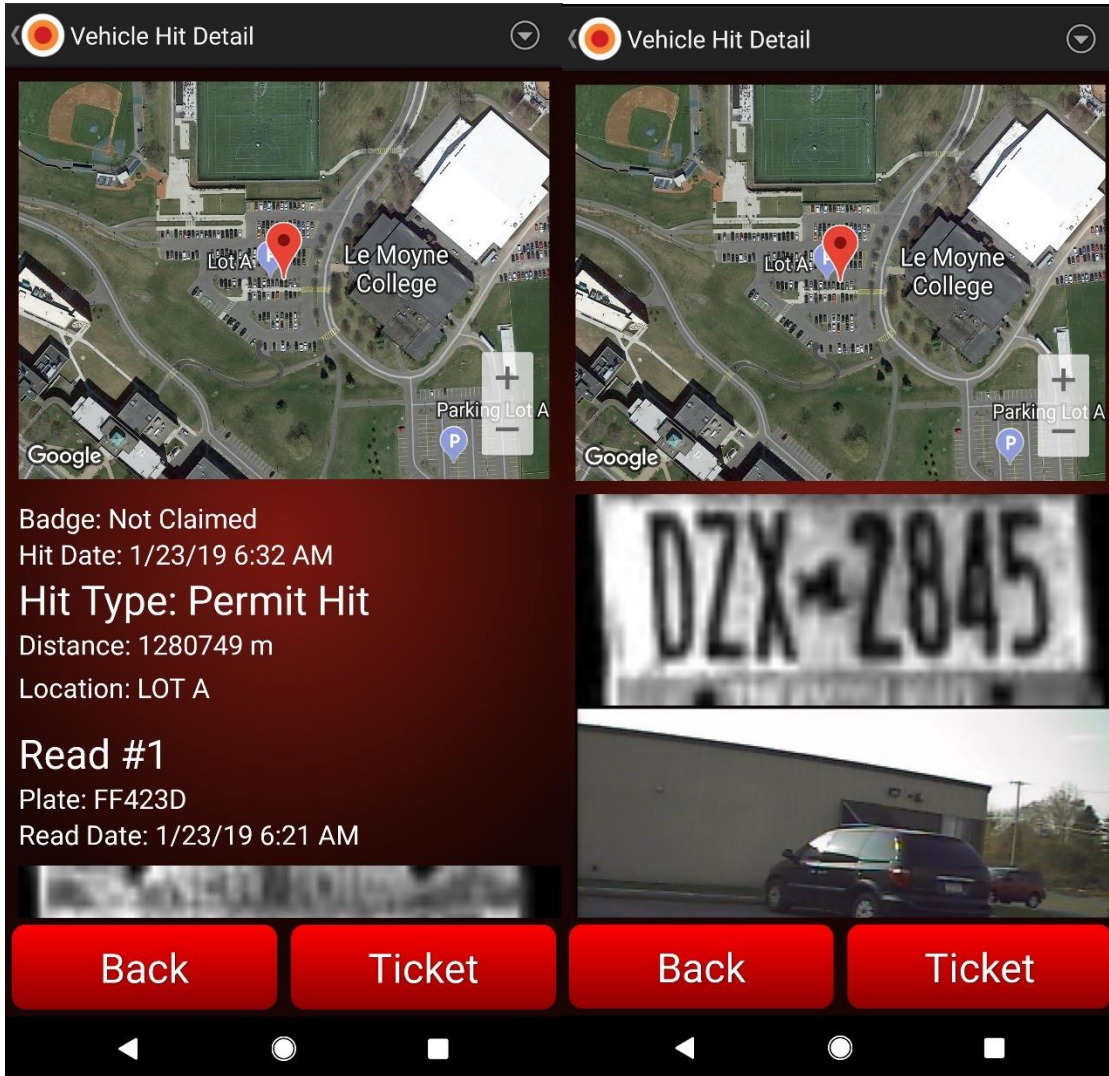 Vehicle Hit Detail
Lot A
P
Le Moyne
College
+
Parking Lot A
P
−
Google
Badge: Not Claimed
Hit Date: 1/23/19 6:32 AM
Hit Type: Permit Hit
Distance: 1280749 m
Location: LOT A
Read #1
Plate: FF423D
Read Date: 1/23/19 6:21 AM
Back
Ticket
Vehicle Hit Detail
Lot A
P
Le Moyne
College
+
Parking Lot A
P
−
Google
DZX 2845
Back
Ticket